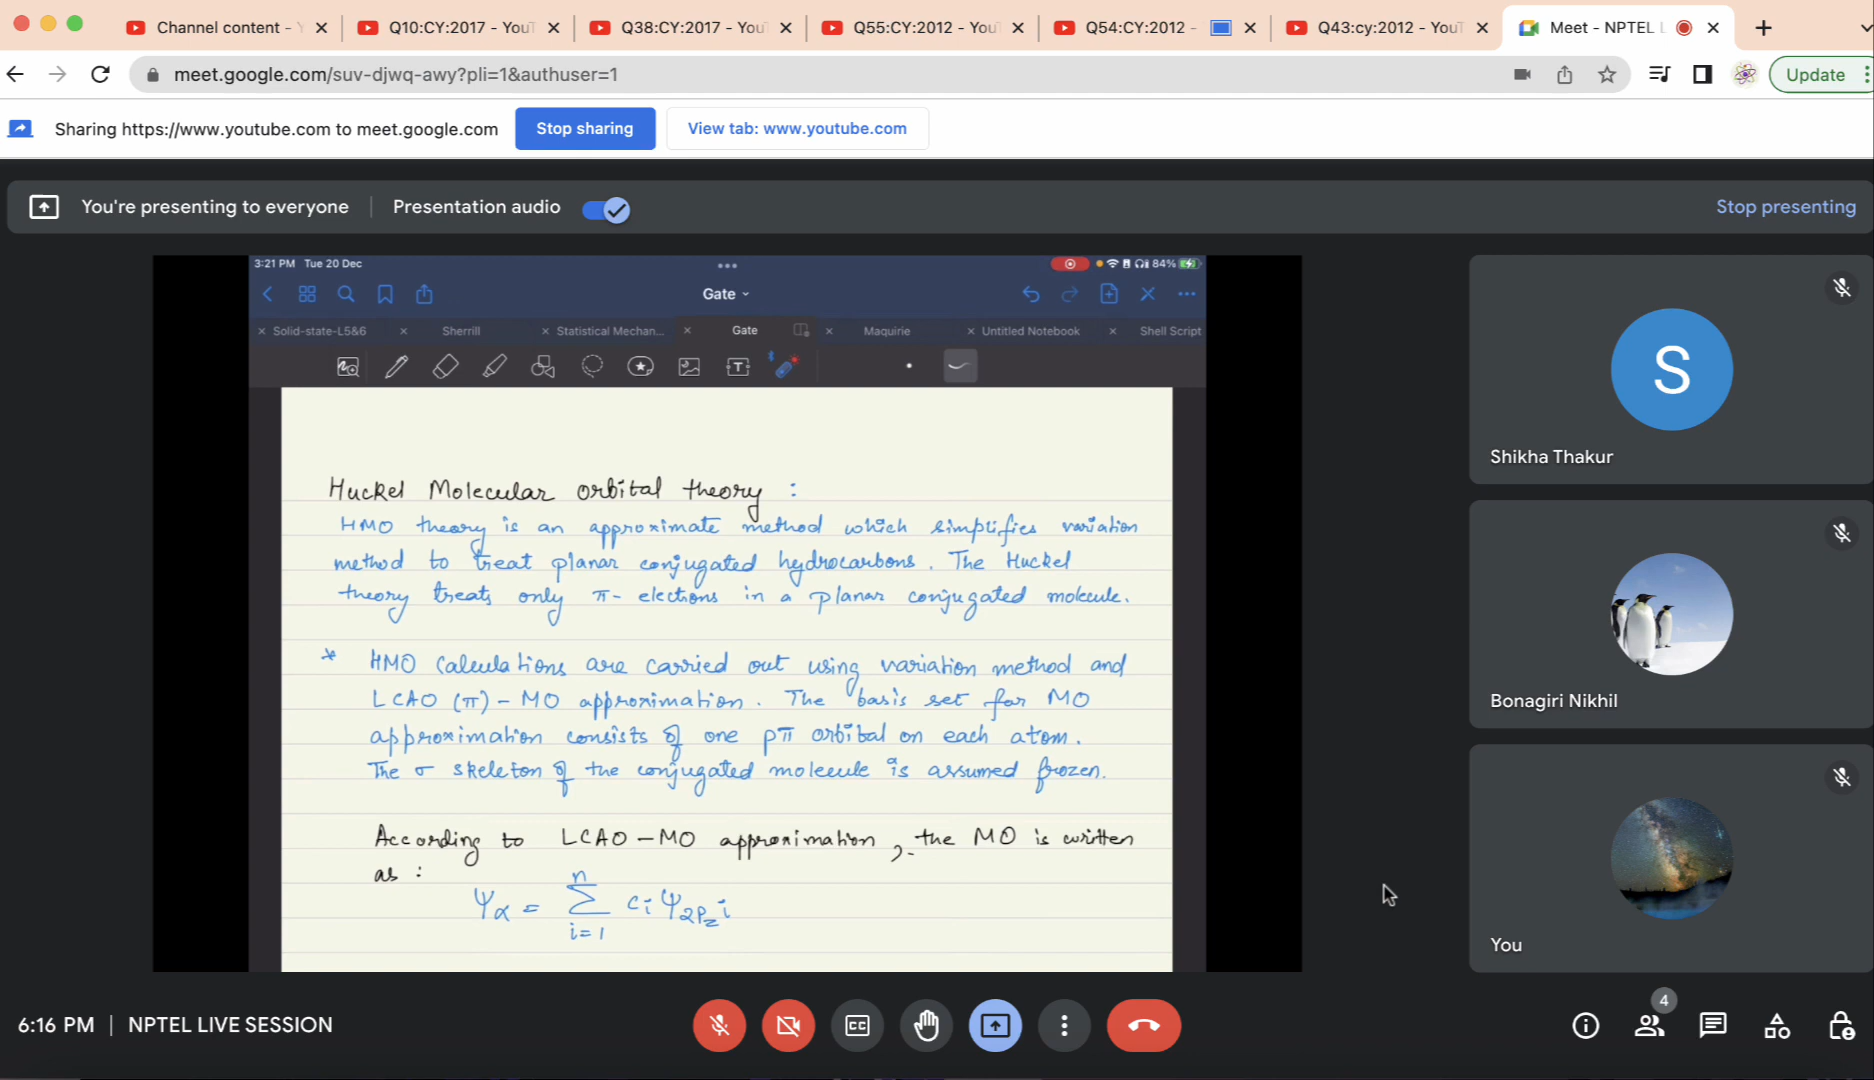 Channel content - Y
Q10:CY:2017 - YouT
Q38:CY:2017 - YouT
Q55:CY:2012 - YouT
Q54:CY:2012 -
Q43:cy:2012 - YouT
Meet - NPTEL L
meet.google.com/suv-djwq-awy?pli=1&authuser=1
Update
Sharing https://www.youtube.com to meet.google.com
Stop sharing
View tab: www.youtube.com
You're presenting to everyone
Presentation audio
Stop presenting
3:21 PM Tue 20 Dec
84%
Gate
Solid-state-L5&6
Sherrill
Statistical Mechan...
Gate
Maquirie
Untitled Notebook
Shell Script
Huckel Molecular orbital theory :
HMO theory is an approximate method which simplifies variation
method to treat planar conjugated hydrocarbons. The Huckel
theory treats only π- elections in a planar conjugated molecule.
* HMO calculations are carried out using variation method and
LCAO (π) - MO approximation. The basis set for MO
approximation consists of one pπ orbital on each atom.
The σ skeleton of the conjugated molecule is assumed frozen.
According to LCAO - MO approximation, the MO is written
as :
Ψα = Σ_{i=1}^{n} ci Ψ2Pz i
S
Shikha Thakur
Bonagiri Nikhil
You
6:16 PM | NPTEL LIVE SESSION
CC
4